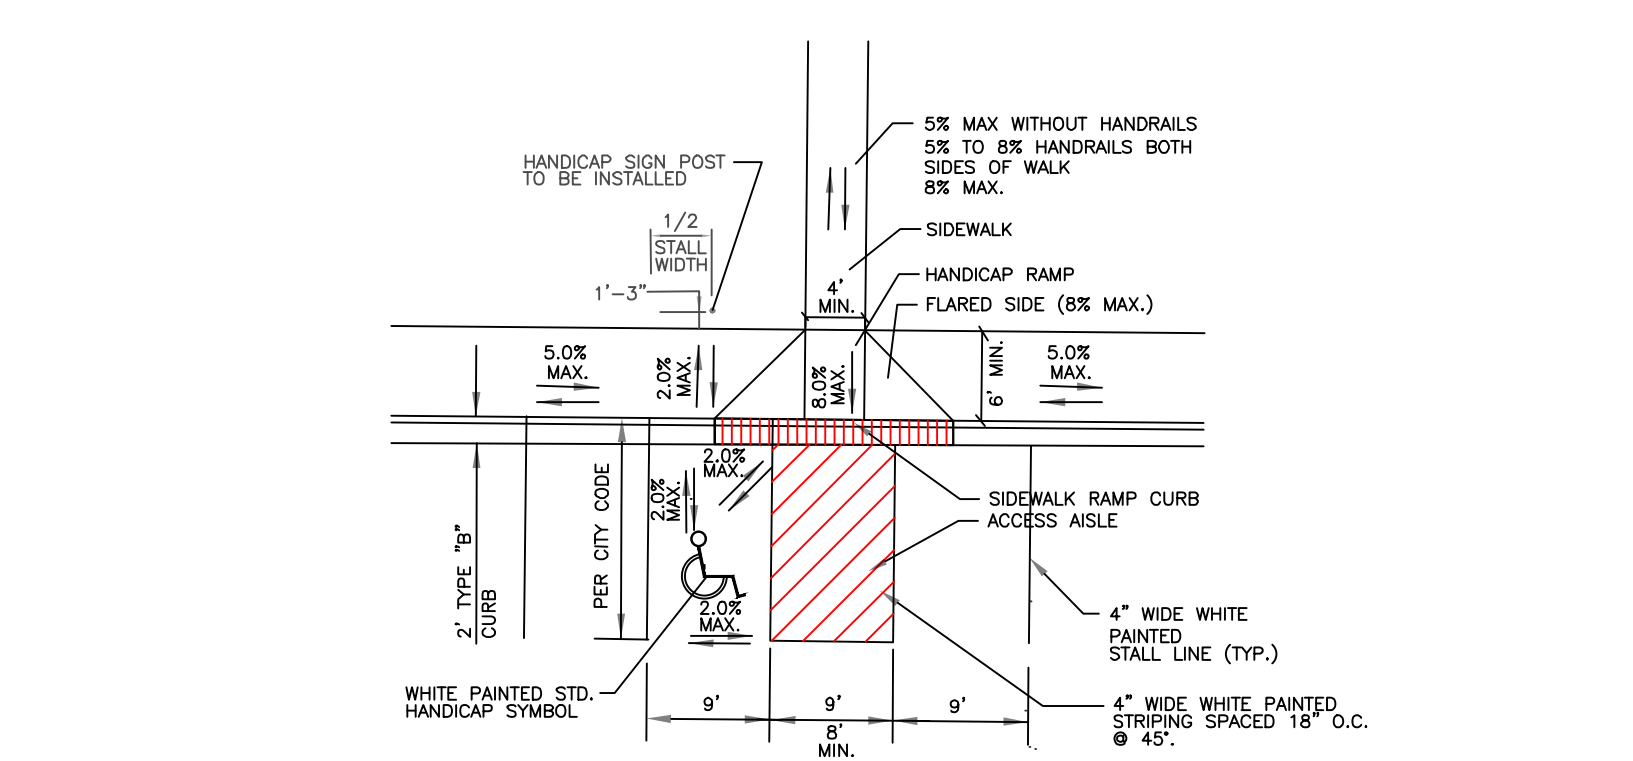 5% MAX WITHOUT HANDRAILS
5% TO 8% HANDRAILS BOTH
SIDES OF WALK
8% MAX.
HANDICAP SIGN POST
TO BE INSTALLED
1/2
STALL
WIDTH
SIDEWALK
HANDICAP RAMP
4'
MIN.
1'-3"
FLARED SIDE (8% MAX.)
5.0%
MAX.
2.0%
MAX.
8.0%
MAX.
6' MIN.
5.0%
MAX.
2.0%
MAX.
2.0%
MAX.
SIDEWALK RAMP CURB
ACCESS AISLE
PER CITY CODE
2' TYPE "B"
CURB
2.0%
MAX.
4" WIDE WHITE
PAINTED
STALL LINE (TYP.)
WHITE PAINTED STD.
HANDICAP SYMBOL
9'
9'
9'
8'
MIN.
4" WIDE WHITE PAINTED
STRIPING SPACED 18" O.C.
@ 45°.